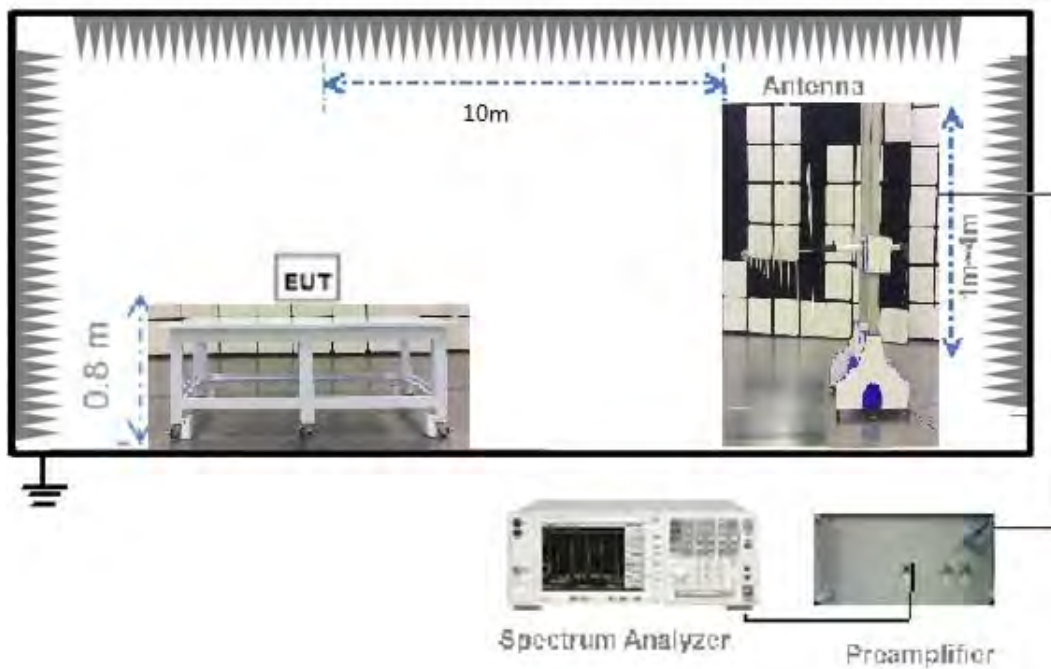 Antenna
10m
1m~4m
EUT
0.8 m
Spectrum Analyzer
Preamplifier